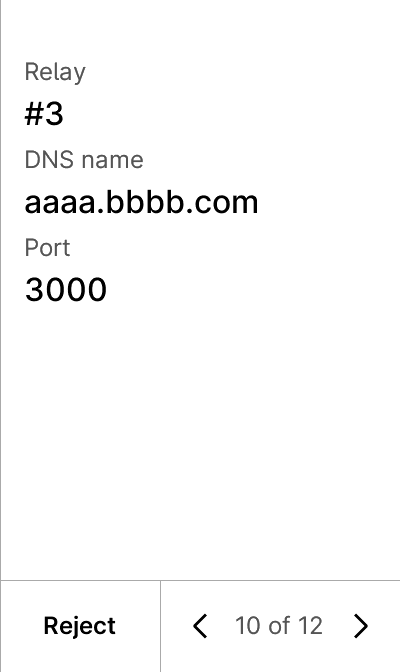 Relay
#3
DNS name
aaaa.bbbb.com
Port
3000
Reject
10 of 12